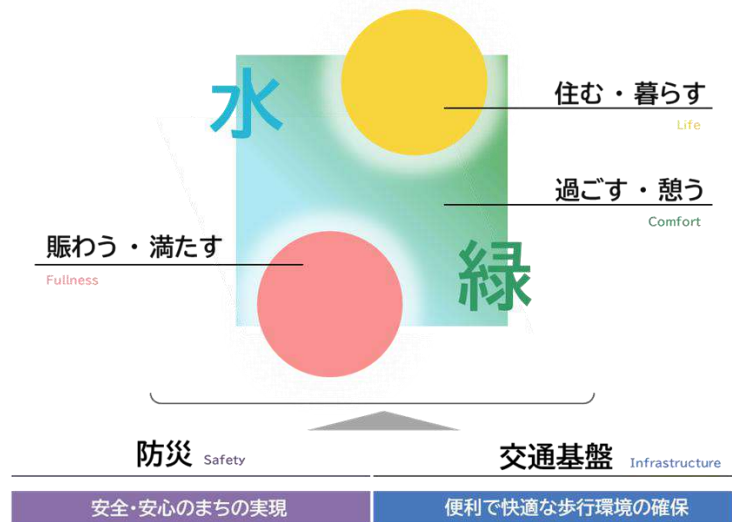 水
住む・暮らす
Life
過ごす・憩う
Comfort
賑わう・満たす
Fullness
緑
防災 Safety
交通基盤 Infrastructure
安全・安心のまちの実現
便利で快適な歩行環境の確保